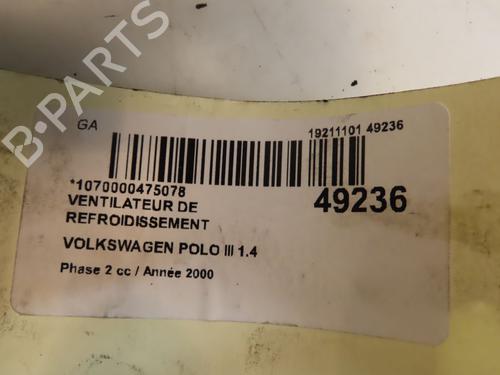 GA
19211101 49236
*1070000475078
VENTILATEUR DE
REFROIDISSEMENT
49236
VOLKSWAGEN POLO III 1.4
Phase 2 cc / Année 2000
B-PARTS